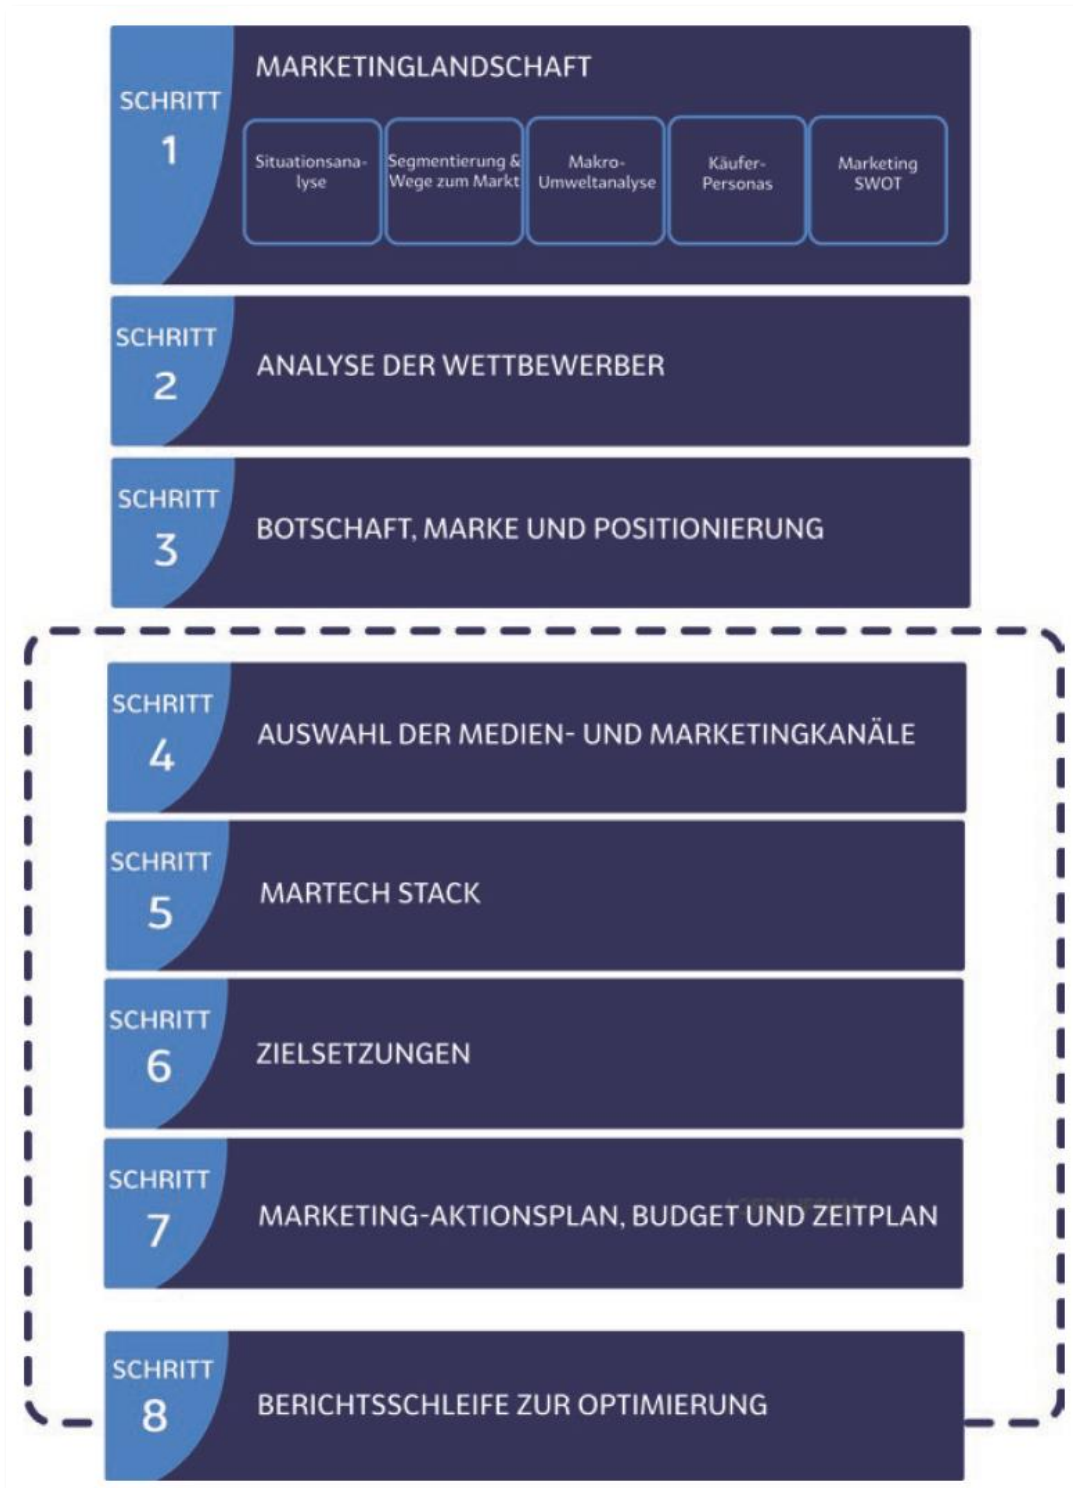 SCHRITT
1
MARKETINGLANDSCHAFT
Situationsana-
lyse
Segmentierung &
Wege zum Markt
Makro-
Umweltanalyse
Käufer-
Personas
Marketing
SWOT
SCHRITT
2
ANALYSE DER WETTBEWERBER
SCHRITT
3
BOTSCHAFT, MARKE UND POSITIONIERUNG
SCHRITT
4
AUSWAHL DER MEDIEN- UND MARKETINGKANÄLE
SCHRITT
5
MARTECH STACK
SCHRITT
6
ZIELSETZUNGEN
SCHRITT
7
MARKETING-AKTIONSPLAN, BUDGET UND ZEITPLAN
SCHRITT
8
BERICHTSSCHLEIFE ZUR OPTIMIERUNG